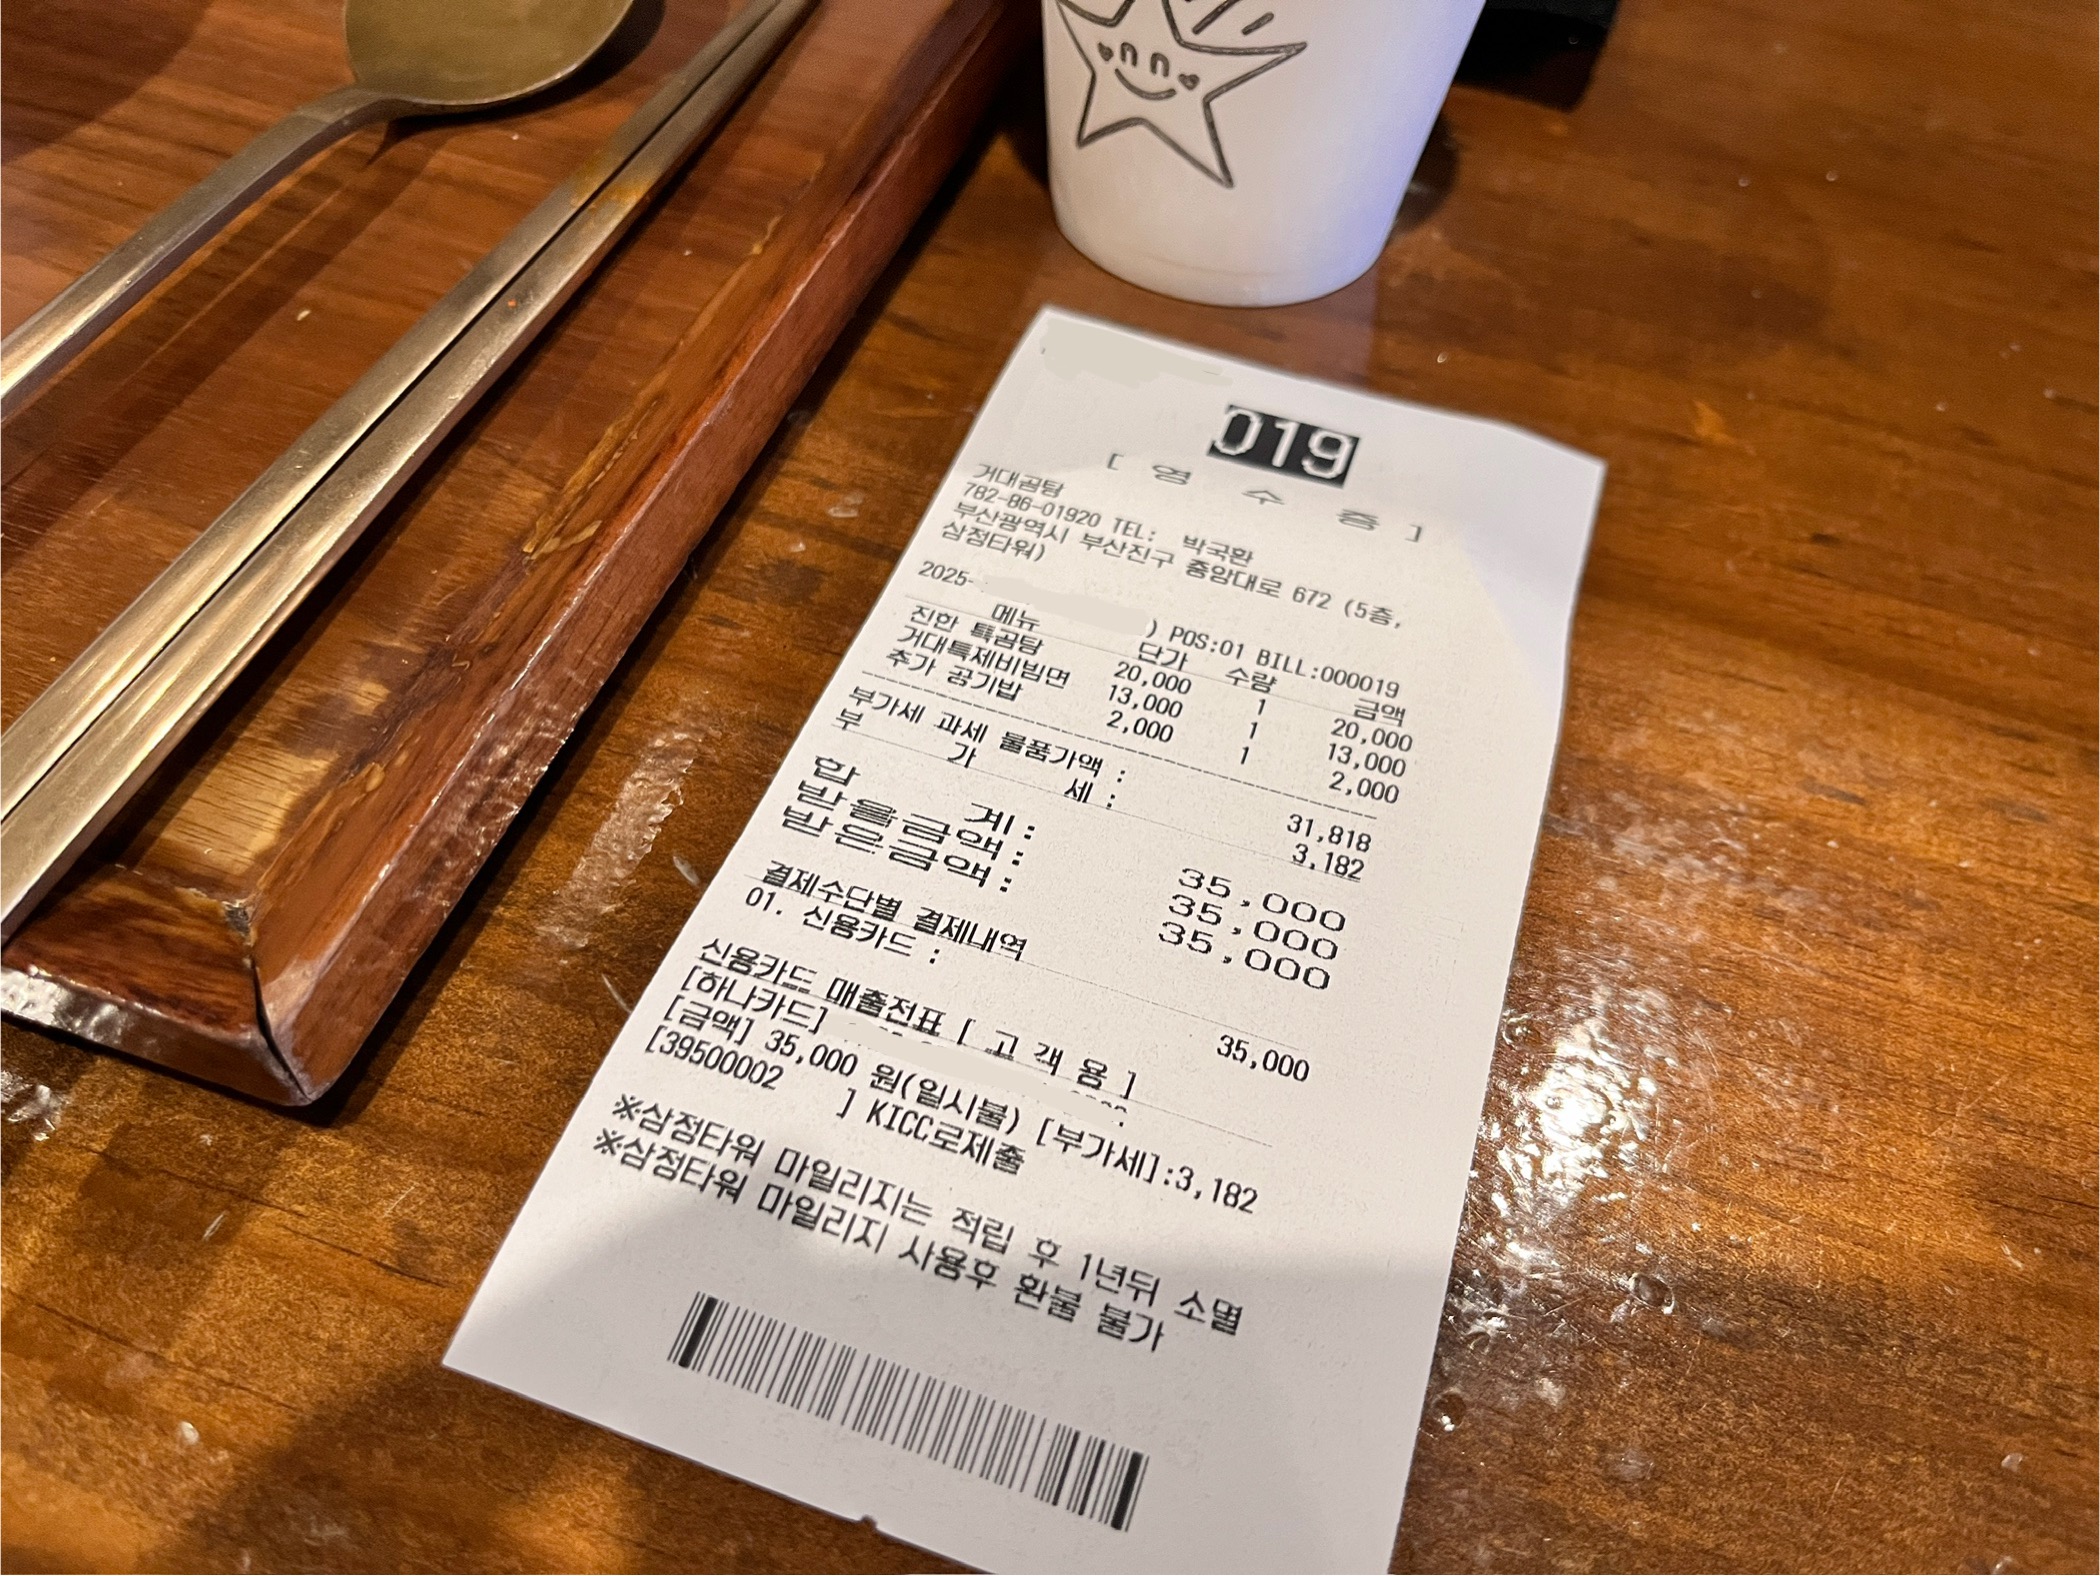 019
[ 영 수 증 ]
거대곰탕
782-86-01920 TEL: 박국환
부산광역시 부산진구 중앙대로 672 (5층,
삼정타워)
2025- ) POS:01 BILL:000019
메뉴 단가 수량 금액
진한 특곰탕 20,000 1 20,000
거대특제비빔면 13,000 1 13,000
추가 공기밥 2,000 1 2,000
부가세 과세 물품가액 : 31,818
부 가 세 : 3,182
합 계 : 35,000
받을금액 : 35,000
받은금액 : 35,000
결제수단별 결제내역
01. 신용카드 : 35,000
신용카드 매출전표 [ 고 객 용 ]
[하나카드]
[금액] 35,000 원(일시불) [부가세]:3,182
[39500002 ] KICC로제출
※삼정타워 마일리지는 적립 후 1년뒤 소멸
※삼정타워 마일리지 사용후 환불 불가